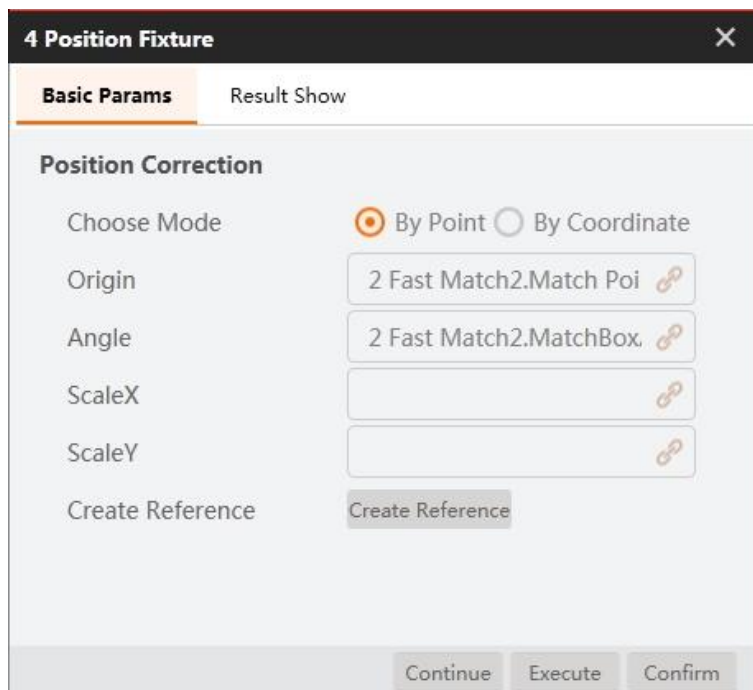 4 Position Fixture
Basic Params Result Show
Position Correction
Choose Mode By Point By Coordinate
Origin 2 Fast Match2.Match Poi
Angle 2 Fast Match2.MatchBox.
ScaleX
ScaleY
Create Reference Create Reference
Continue Execute Confirm